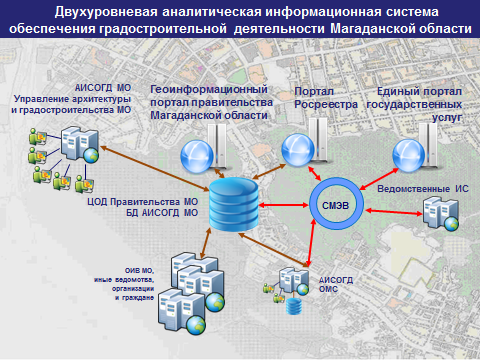 Двухуровневая аналитическая информационная система
обеспечения градостроительной деятельности Магаданской области
АИСОГД МО
Управление архитектуры
и градостроительства МО
Геоинформационный
портал правительства
Магаданской области
Портал
Росреестра
Единый портал
государственных
услуг
ЦОД Правительства МО
БД АИСОГД МО
СМЭВ
Ведомственные ИС
ОИВ МО,
иные ведомства,
организации
и граждане
АИСОГД
ОМС